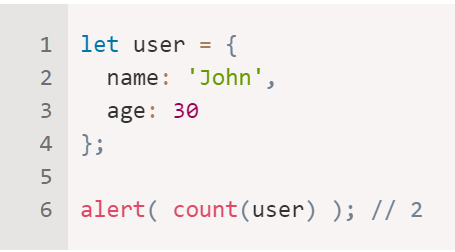 1 let user = {
2   name: 'John',
3   age: 30
4 };
5
6 alert( count(user) ); // 2